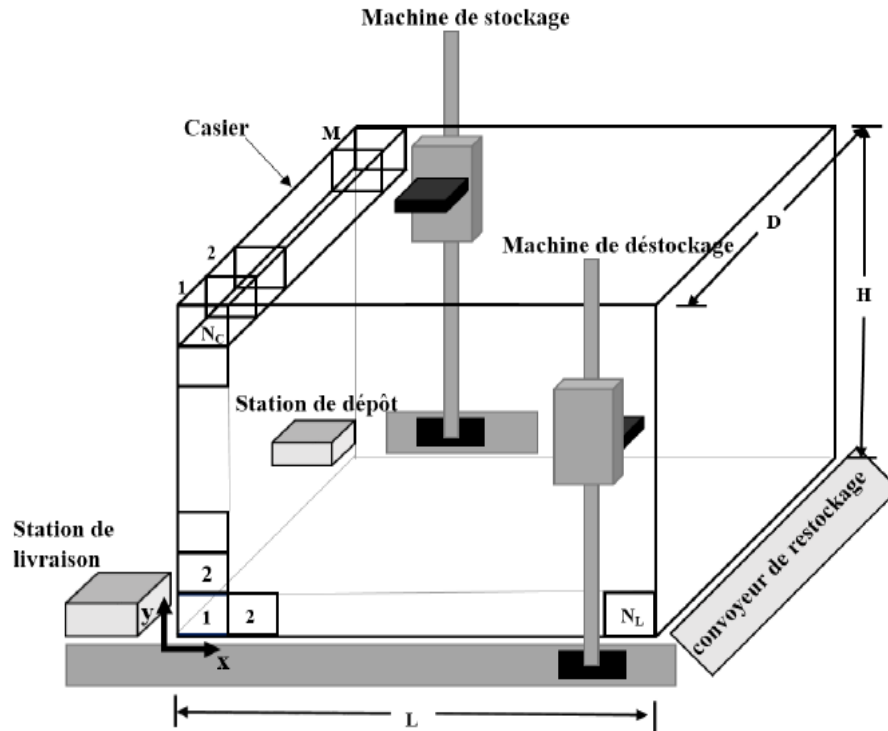 Machine de stockage
Casier
M
2
1
N_C
D
Machine de déstockage
H
Station de dépôt
Station de
livraison
convoyeur de restockage
2
y
1
2
N_L
x
L